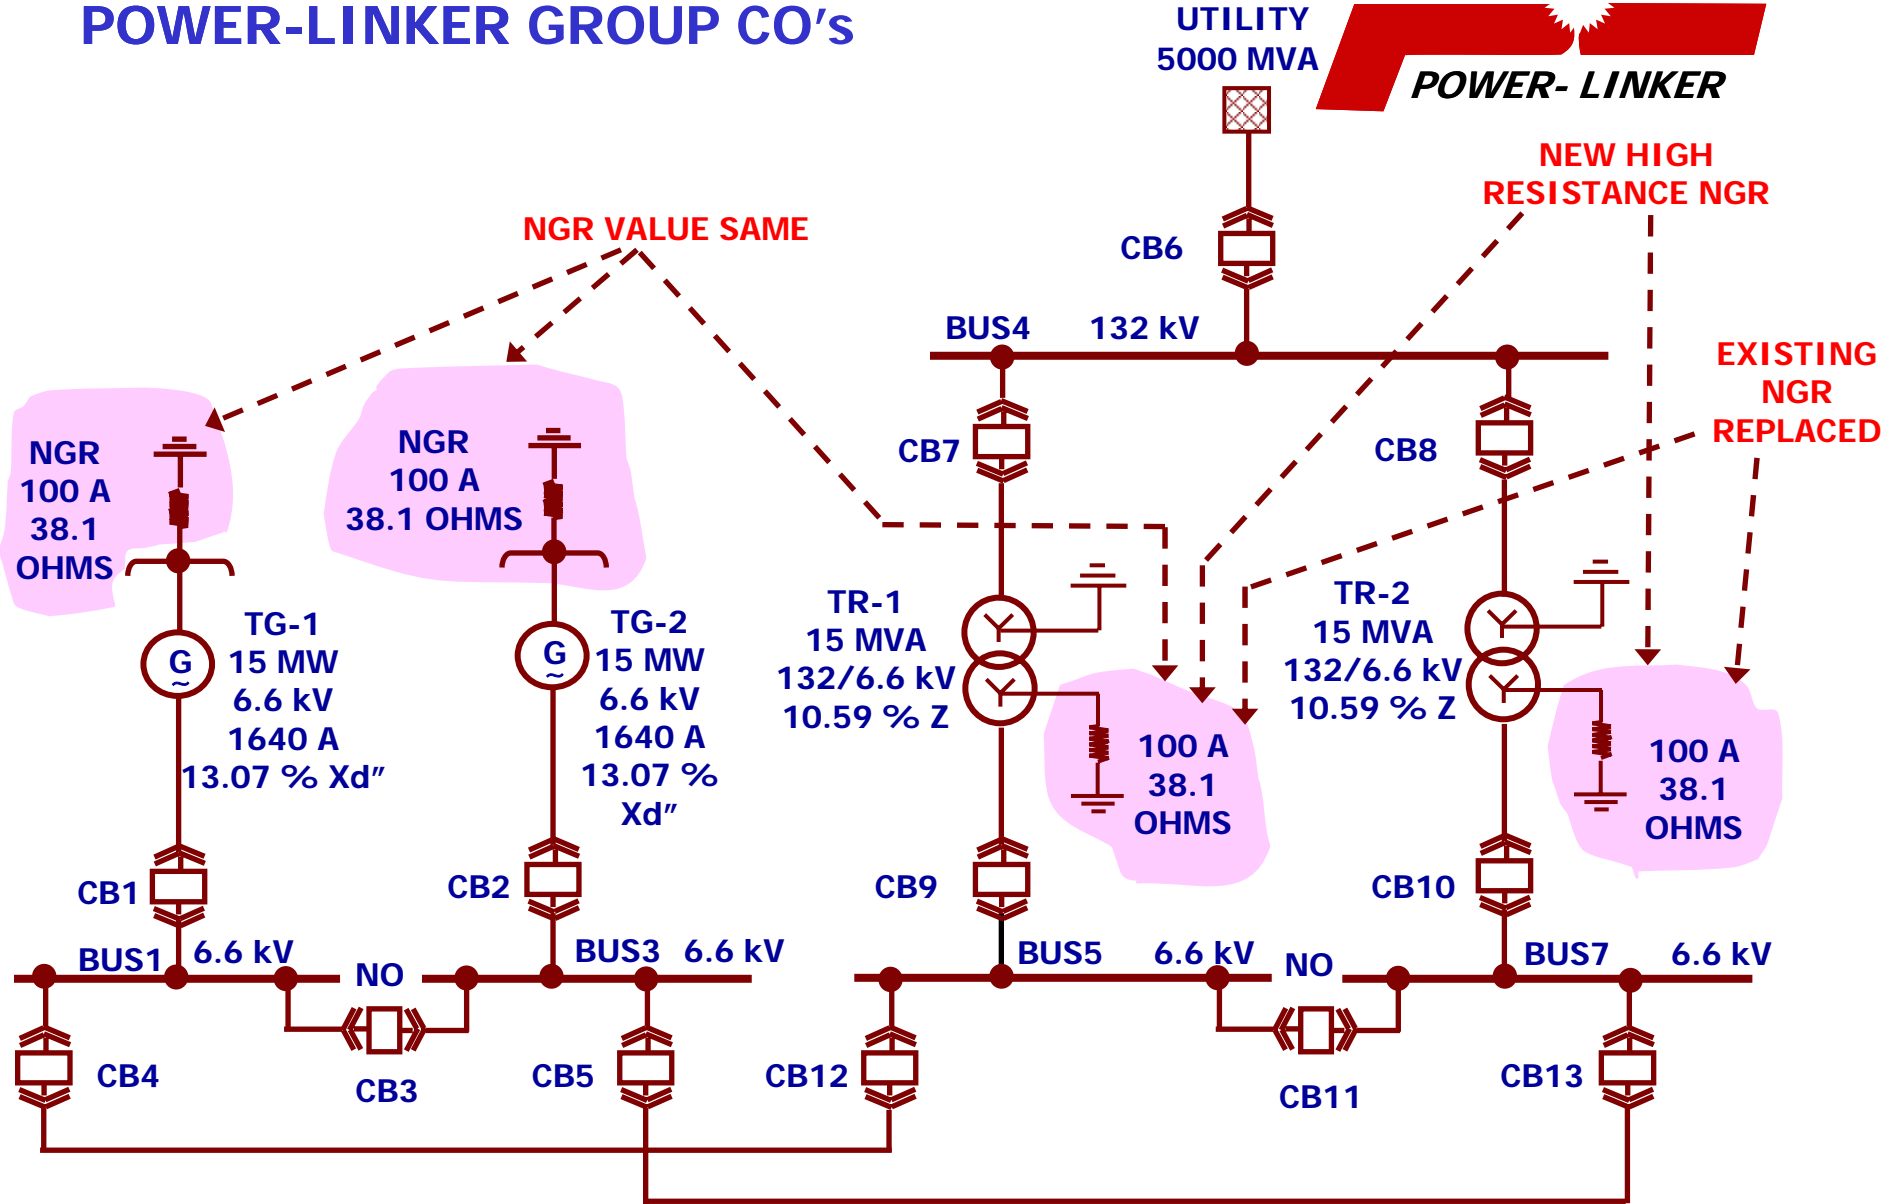 POWER-LINKER GROUP CO's
UTILITY
5000 MVA
POWER- LINKER
NEW HIGH
RESISTANCE NGR
NGR VALUE SAME
CB6
BUS4
132 kV
EXISTING
NGR
REPLACED
NGR
100 A
38.1
OHMS
NGR
100 A
38.1 OHMS
CB7
CB8
TG-1
15 MW
6.6 kV
1640 A
13.07 % Xd”
G
~
TG-2
15 MW
6.6 kV
1640 A
13.07 %
Xd”
G
~
TR-1
15 MVA
132/6.6 kV
10.59 % Z
100 A
38.1
OHMS
TR-2
15 MVA
132/6.6 kV
10.59 % Z
100 A
38.1
OHMS
CB1
CB2
CB9
CB10
BUS1
6.6 kV
NO
BUS3
6.6 kV
BUS5
6.6 kV
NO
BUS7
6.6 kV
CB4
CB3
CB5
CB12
CB11
CB13